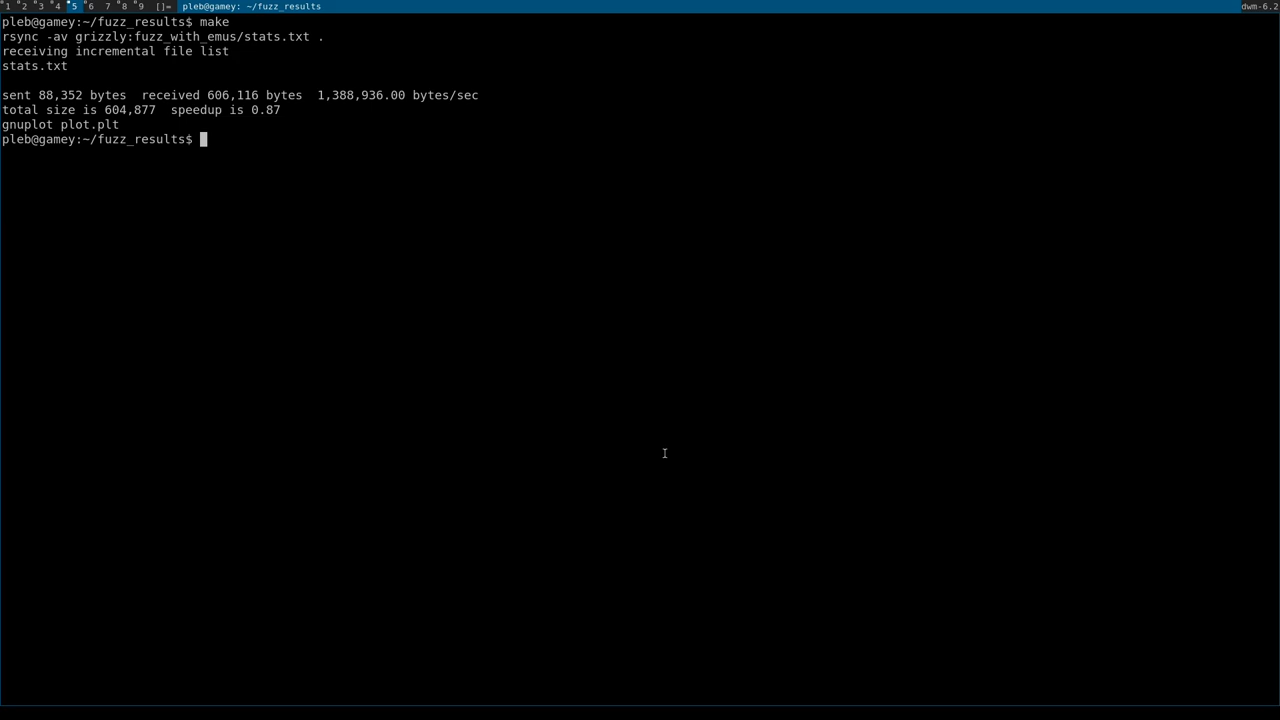 1 2 3 4 5 6 7 8 9 []= pleb@gamey: ~/fuzz_results dwm-6.2
pleb@gamey:~/fuzz_results$ make
rsync -av grizzly:fuzz_with_emus/stats.txt .
receiving incremental file list
stats.txt
sent 88,352 bytes  received 606,116 bytes  1,388,936.00 bytes/sec
total size is 604,877  speedup is 0.87
gnuplot plot.plt
pleb@gamey:~/fuzz_results$